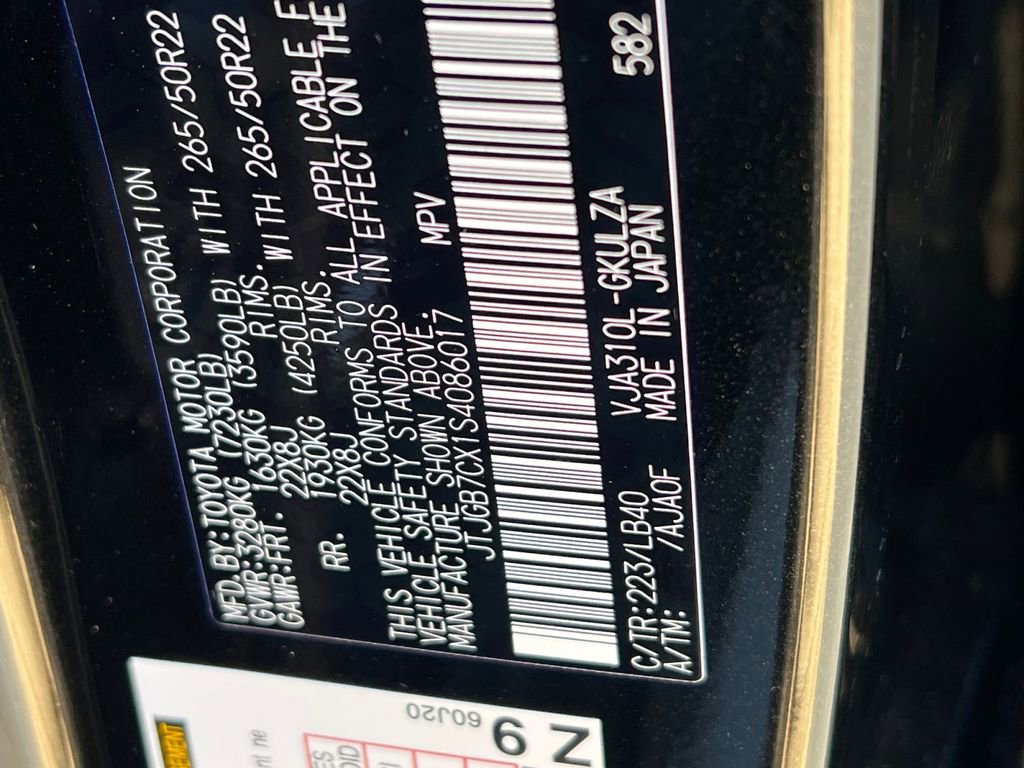 MFD.BY:TOYOTA MOTOR CORPORATION
GVWR:3280KG (7230LB)
GAWR:FRT. 1630KG (3590LB) WITH 265/50R22
22X8J RIMS.
RR. 1930KG (4250LB) WITH 265/50R22
22X8J RIMS.
THIS VEHICLE CONFORMS TO ALL APPLICABLE F
VEHICLE SAFETY STANDARDS IN EFFECT ON THE
MANUFACTURE SHOWN ABOVE.
JTJGB7CX1S4086017 MPV
C/TR:223/LB40 VJA310L-GKULZA 582
A/TM: /AJA0F MADE IN JAPAN
60J20